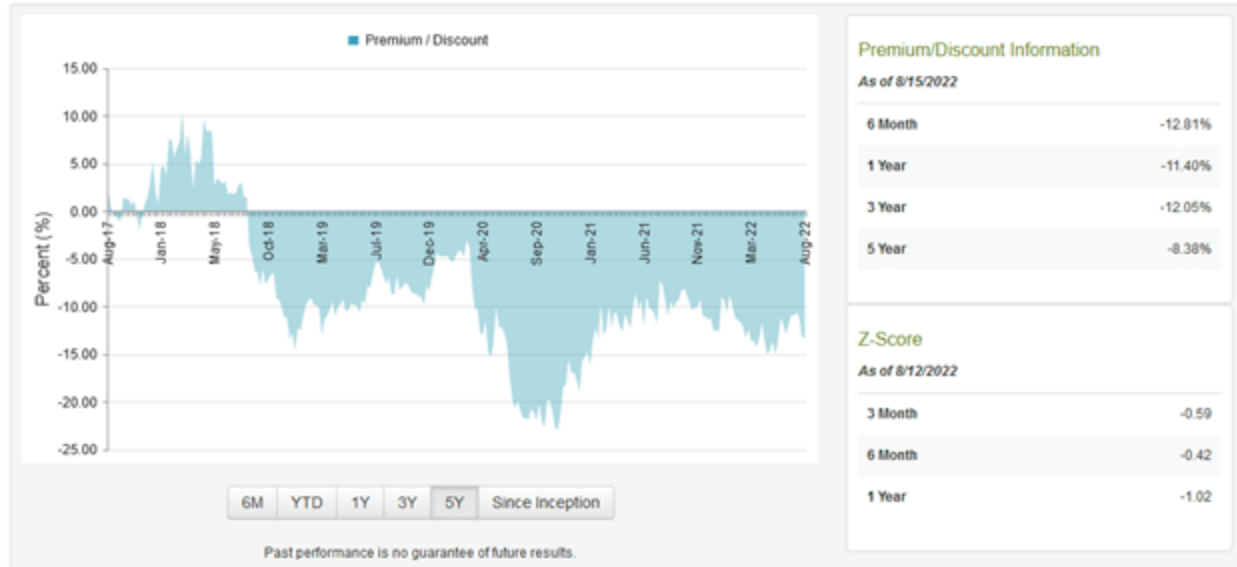 Premium / Discount
15.00
10.00
5.00
0.00
-5.00
-10.00
-15.00
-20.00
-25.00
Percent (%)
Aug-17
Jan-18
May-18
Oct-18
Mar-19
Jul-19
Dec-19
Apr-20
Sep-20
Jan-21
Jun-21
Nov-21
Mar-22
Aug-22
6M YTD 1Y 3Y 5Y Since Inception
Past performance is no guarantee of future results.
Premium/Discount Information
As of 8/15/2022
6 Month -12.81%
1 Year -11.40%
3 Year -12.05%
5 Year -8.38%
Z-Score
As of 8/12/2022
3 Month -0.59
6 Month -0.42
1 Year -1.02